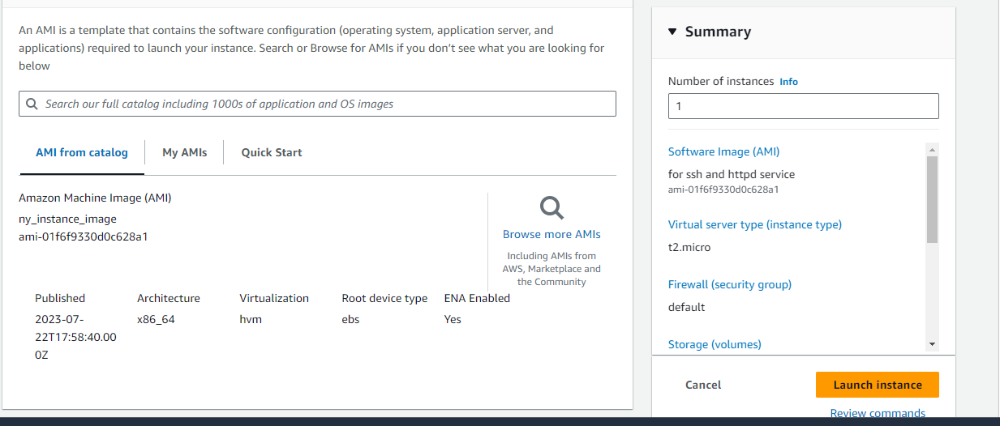 An AMI is a template that contains the software configuration (operating system, application server, and
applications) required to launch your instance. Search or Browse for AMIs if you don't see what you are looking for
below
Search our full catalog including 1000s of application and OS images
AMI from catalog
My AMIs
Quick Start
Amazon Machine Image (AMI)
ny_instance_image
ami-01f6f9330d0c628a1
Browse more AMIs
Including AMIs from
AWS, Marketplace and
the Community
Published
2023-07-
22T17:58:40.00
0Z
Architecture
x86_64
Virtualization
hvm
Root device type
ebs
ENA Enabled
Yes
Summary
Number of instances Info
1
Software Image (AMI)
for ssh and httpd service
ami-01f6f9330d0c628a1
Virtual server type (instance type)
t2.micro
Firewall (security group)
default
Storage (volumes)
Cancel
Launch instance
Review commands